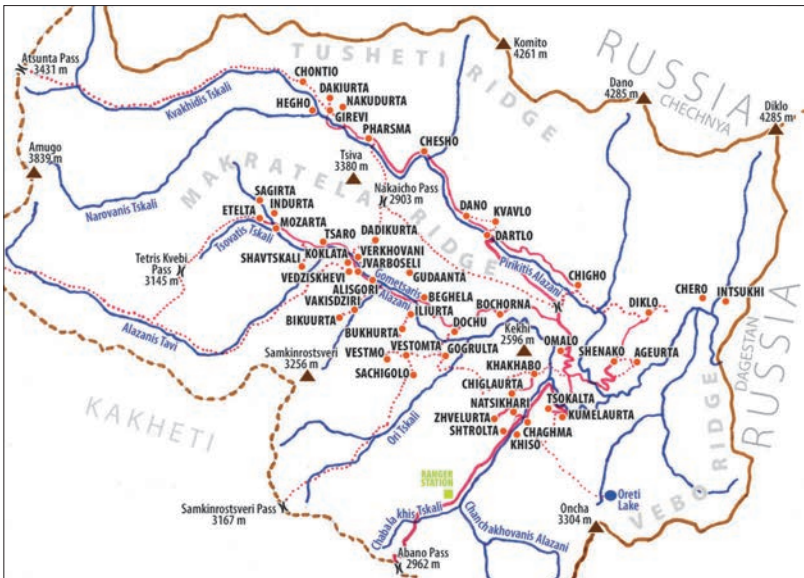 TUSHETI RIDGE
Komito
4261 m
RUSSIA
CHECHNYA
Dano
4285 m
Diklo
4285 m
Atsunta Pass
3431 m
Kvakhidis Tskali
CHONTIO
DAKIURTA
NAKUDURTA
HEGHO
GIREVI
PHARSMA
CHESHO
Amugo
3839 m
Tsiva
3380 m
MAKRATELA RIDGE
Nakaicho Pass
2903 m
Narovanis Tskali
SAGIRTA
INDURTA
ETELTA
MOZARTA
Tsovatis Tskali
DANO
KVAVLO
DARTLO
Pirikitis Alazani
CHIGHO
TSARO
DADIKURTA
VERKHOVANI
KOKLATA
JVARBOSELI
SHAVTSKALI
VEDZISKHEVI
Gometsaris
Alazani
GUDAANTA
ALISGORI
VAKISDZIRI
BEGHELA
BIKUURTA
ILIURTA
BOCHORNA
DIKLO
CHERO
INTSUKHI
Tetris Kvebi
Pass
3145 m
Alazanis Tavi
BUKHURTA
DOCHU
Kekhi
2596 m
OMALO
SHENAKO
AGEURTA
Samkinrostsveri
3256 m
VESTMO
VESTOMTA
GOGRULTA
SACHIGOLO
KHAKHABO
CHIGLAURTA
NATSIKHARI
TSOKALTA
KUMELAURTA
ZHVELURTA
SHTROLTA
CHAGHMA
KHISO
KAKHETI
Ori Tskali
DAGESTAN
RUSSIA
VEBO RIDGE
RANGER
STATION
Oreti
Lake
Samkinrostsveri Pass
3167 m
Chabalakhis Tskali
Chanchakhovanis Alazani
Oncha
3304 m
Abano Pass
2962 m